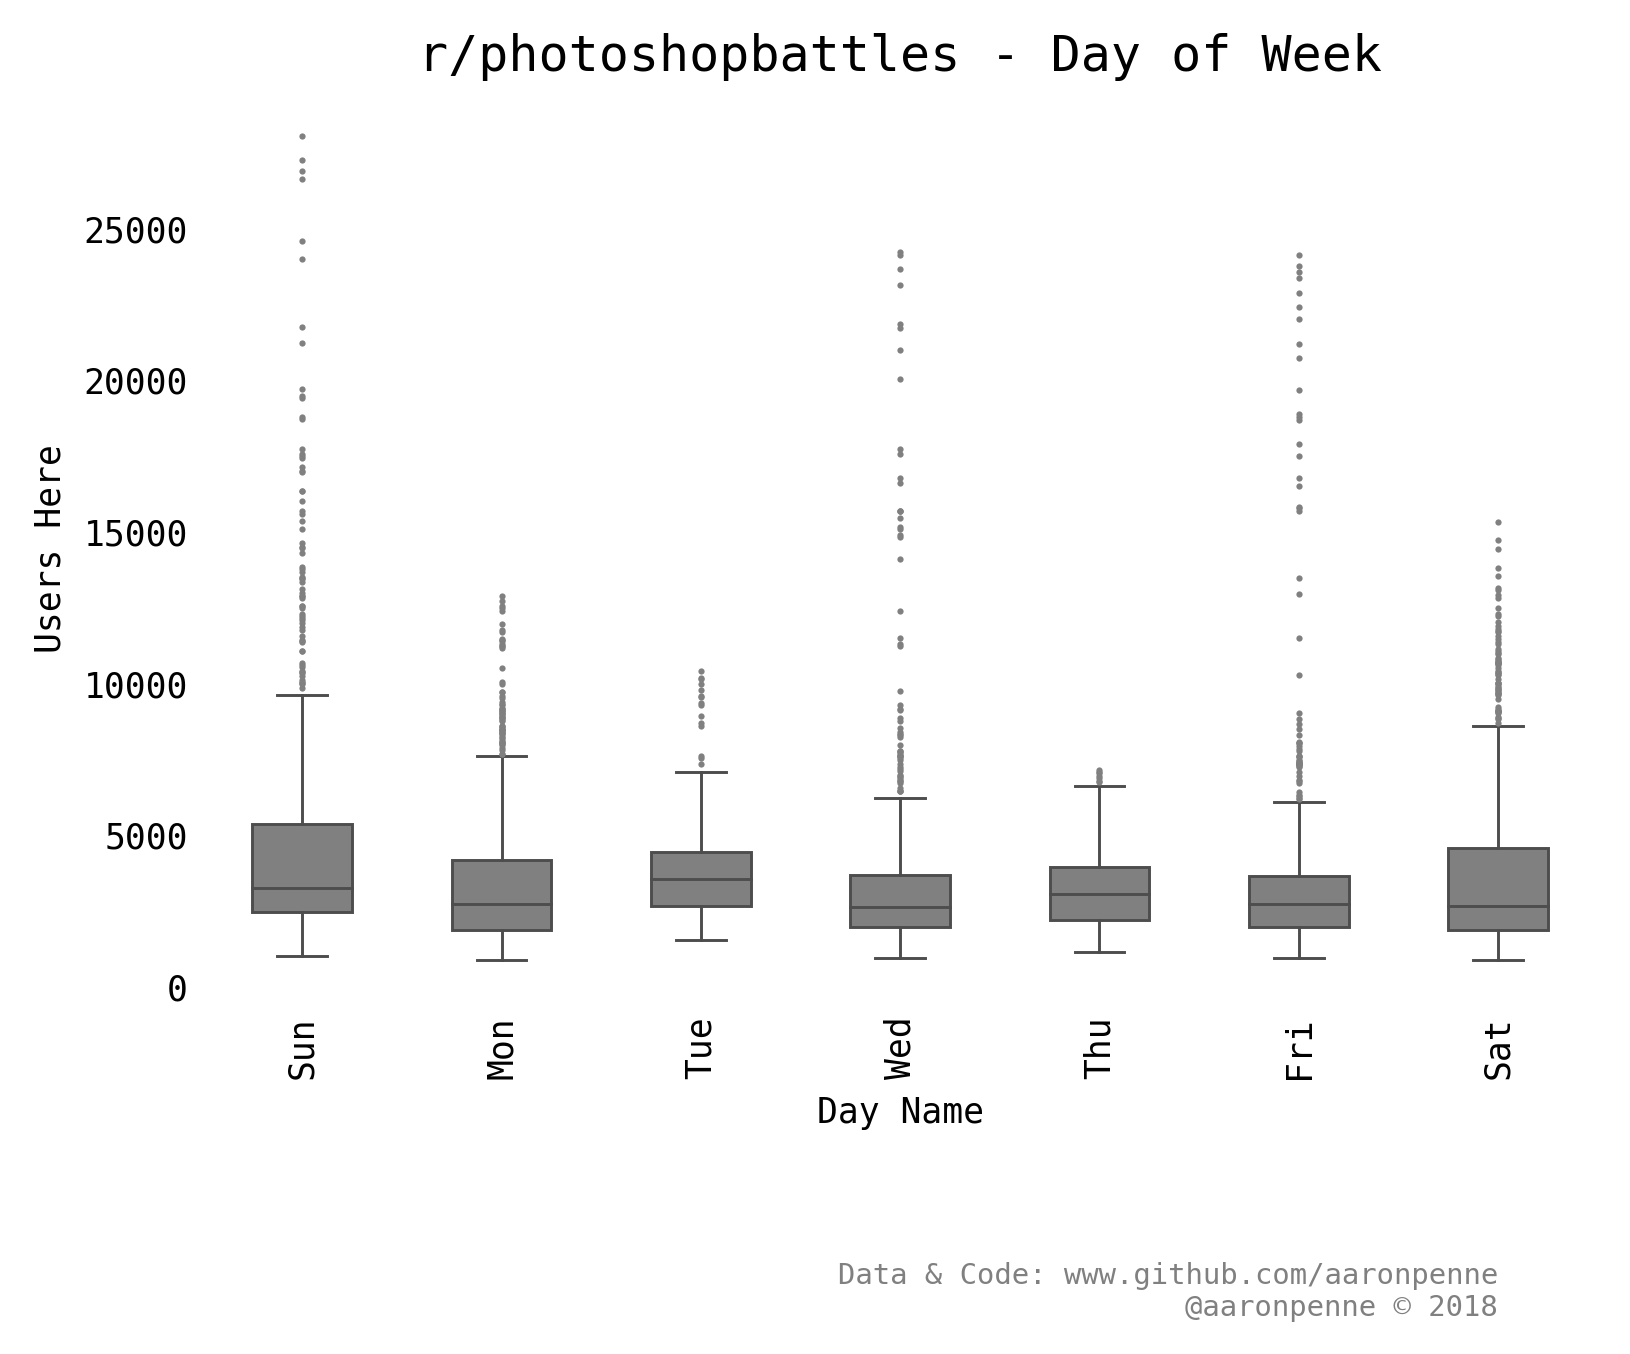 r/photoshopbattles - Day of Week
25000
20000
15000
10000
5000
0
Users Here
Sun
Mon
Tue
Wed
Thu
Fri
Sat
Day Name
Data & Code: www.github.com/aaronpenne
@aaronpenne © 2018